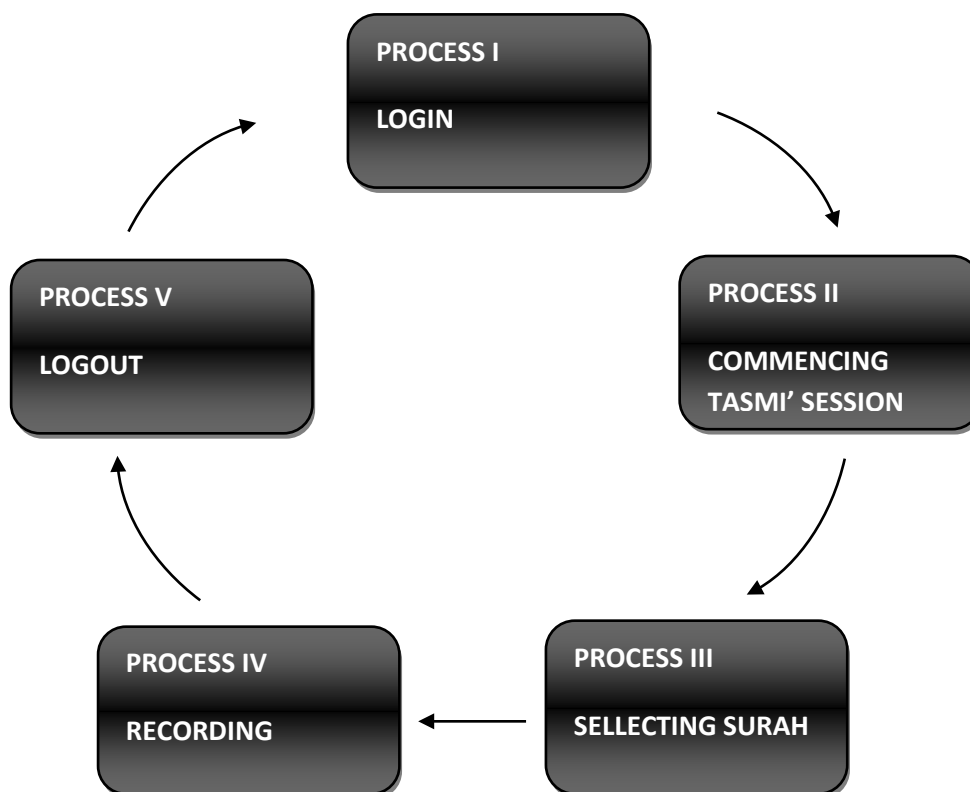 PROCESS I
LOGIN
PROCESS II
COMMENCING
TASMI’ SESSION
PROCESS III
SELLECTING SURAH
PROCESS IV
RECORDING
PROCESS V
LOGOUT